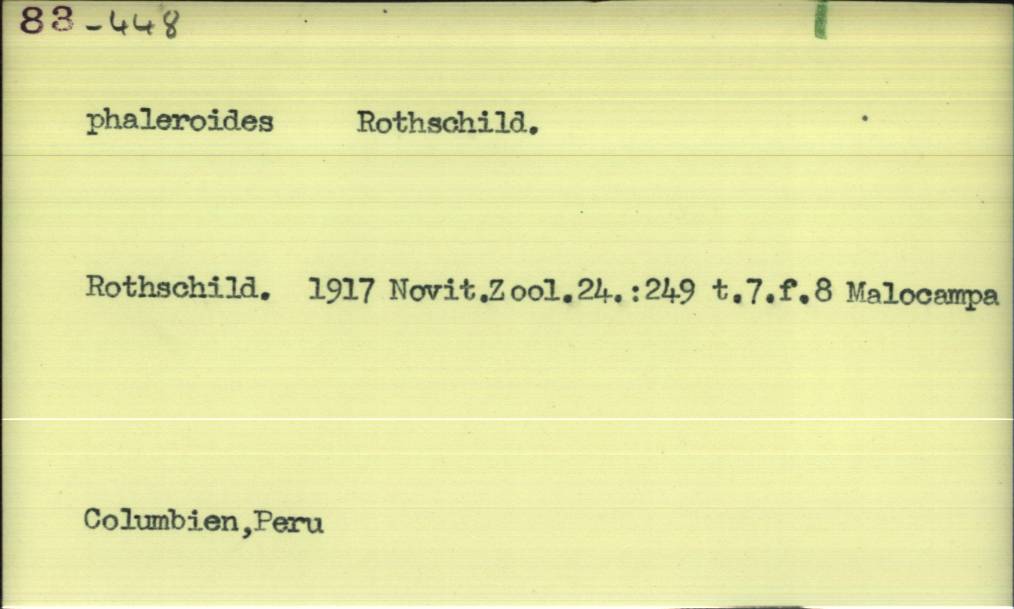 83-448
phaleroides Rothschild.
Rothschild. 1917 Novit.Zool.24.:249 t.7.f.8 Malocampa
Columbien,Peru